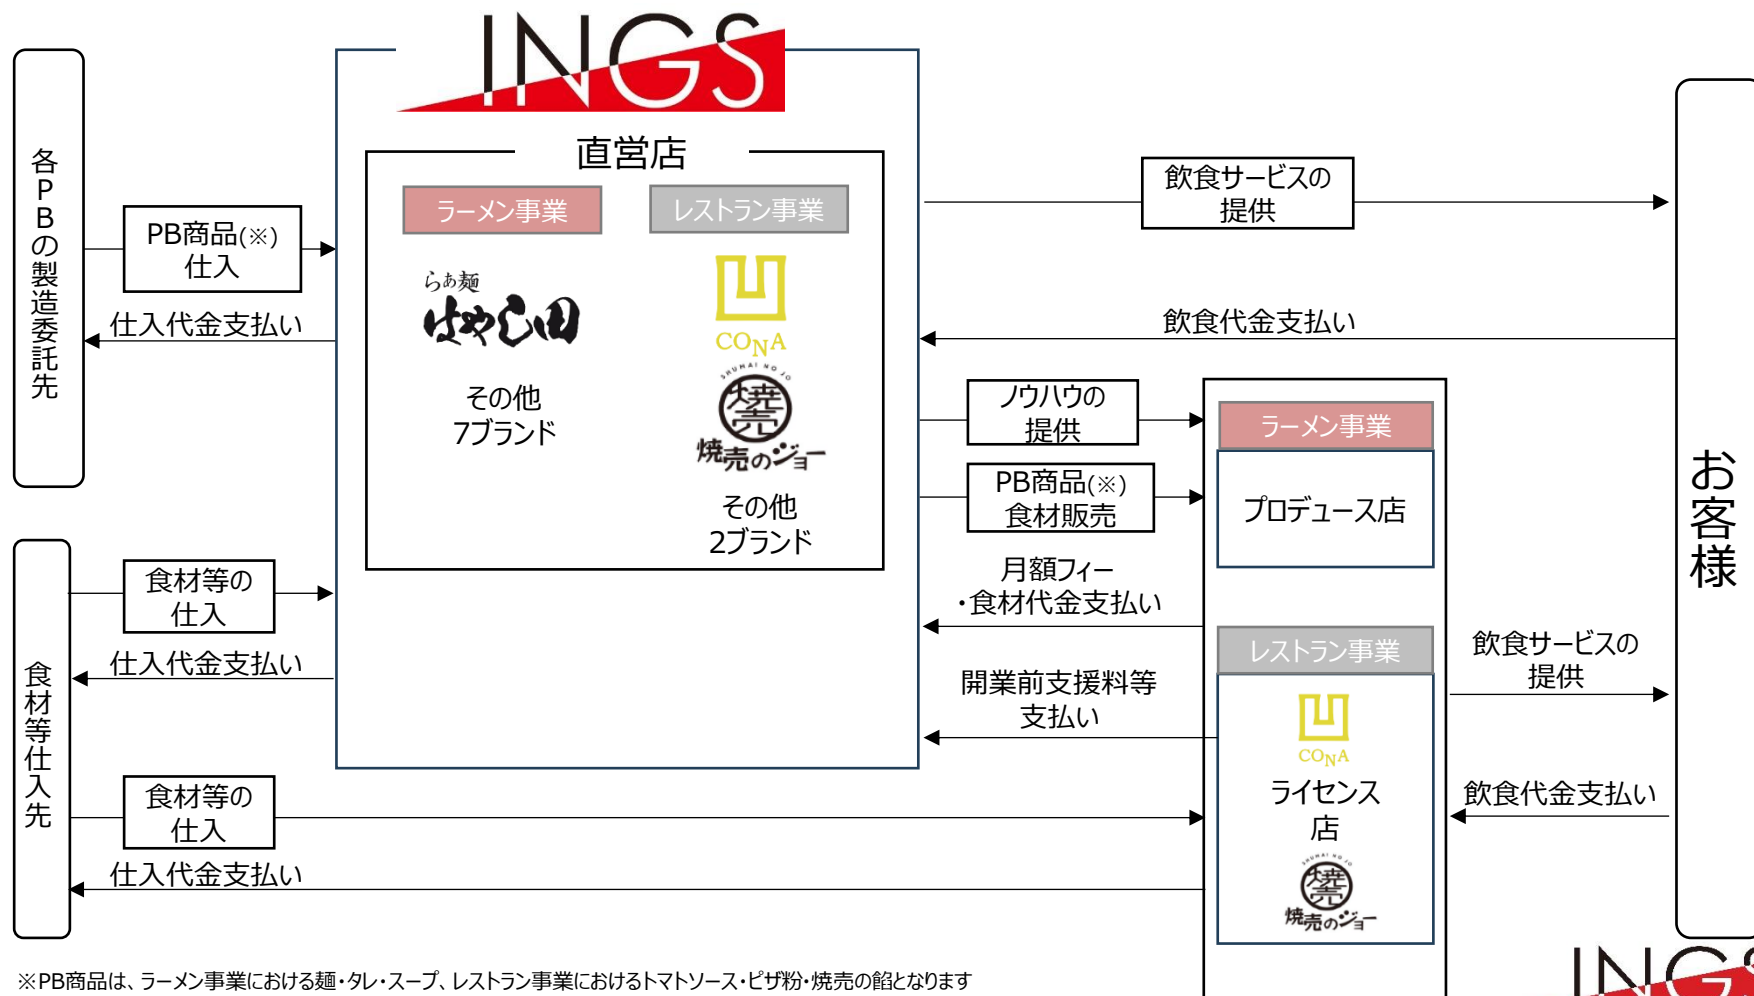 INGS
直営店
ラーメン事業
レストラン事業
らあ麺
はやし田
その他
7ブランド
CONA
SHUMAI NO JO
焼売
焼売のジョー
その他
2ブランド
各PBの製造委託先
PB商品(※)
仕入
仕入代金支払い
食材等仕入先
食材等の
仕入
仕入代金支払い
食材等の
仕入
仕入代金支払い
飲食サービスの
提供
飲食代金支払い
ノウハウの
提供
PB商品(※)
食材販売
月額フィー
・食材代金支払い
開業前支援料等
支払い
ラーメン事業
プロデュース店
レストラン事業
CONA
ライセンス
店
SHUMAI NO JO
焼売
焼売のジョー
飲食サービスの
提供
飲食代金支払い
お客様
※PB商品は、ラーメン事業における麺・タレ・スープ、レストラン事業におけるトマトソース・ピザ粉・焼売の餡となります
INGS